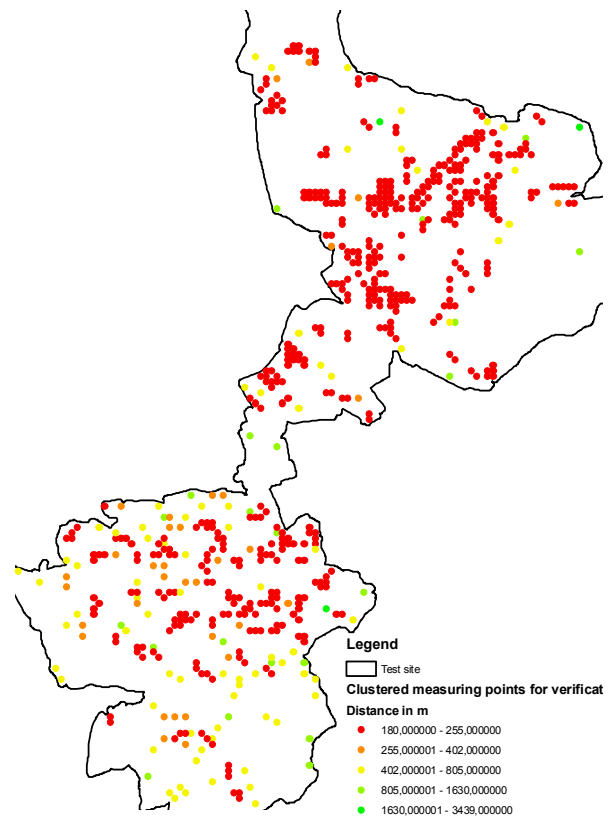 Legend
Test site
Clustered measuring points for verificat
Distance in m
180,000000 - 255,000000
255,000001 - 402,000000
402,000001 - 805,000000
805,000001 - 1630,000000
1630,000001 - 3439,000000